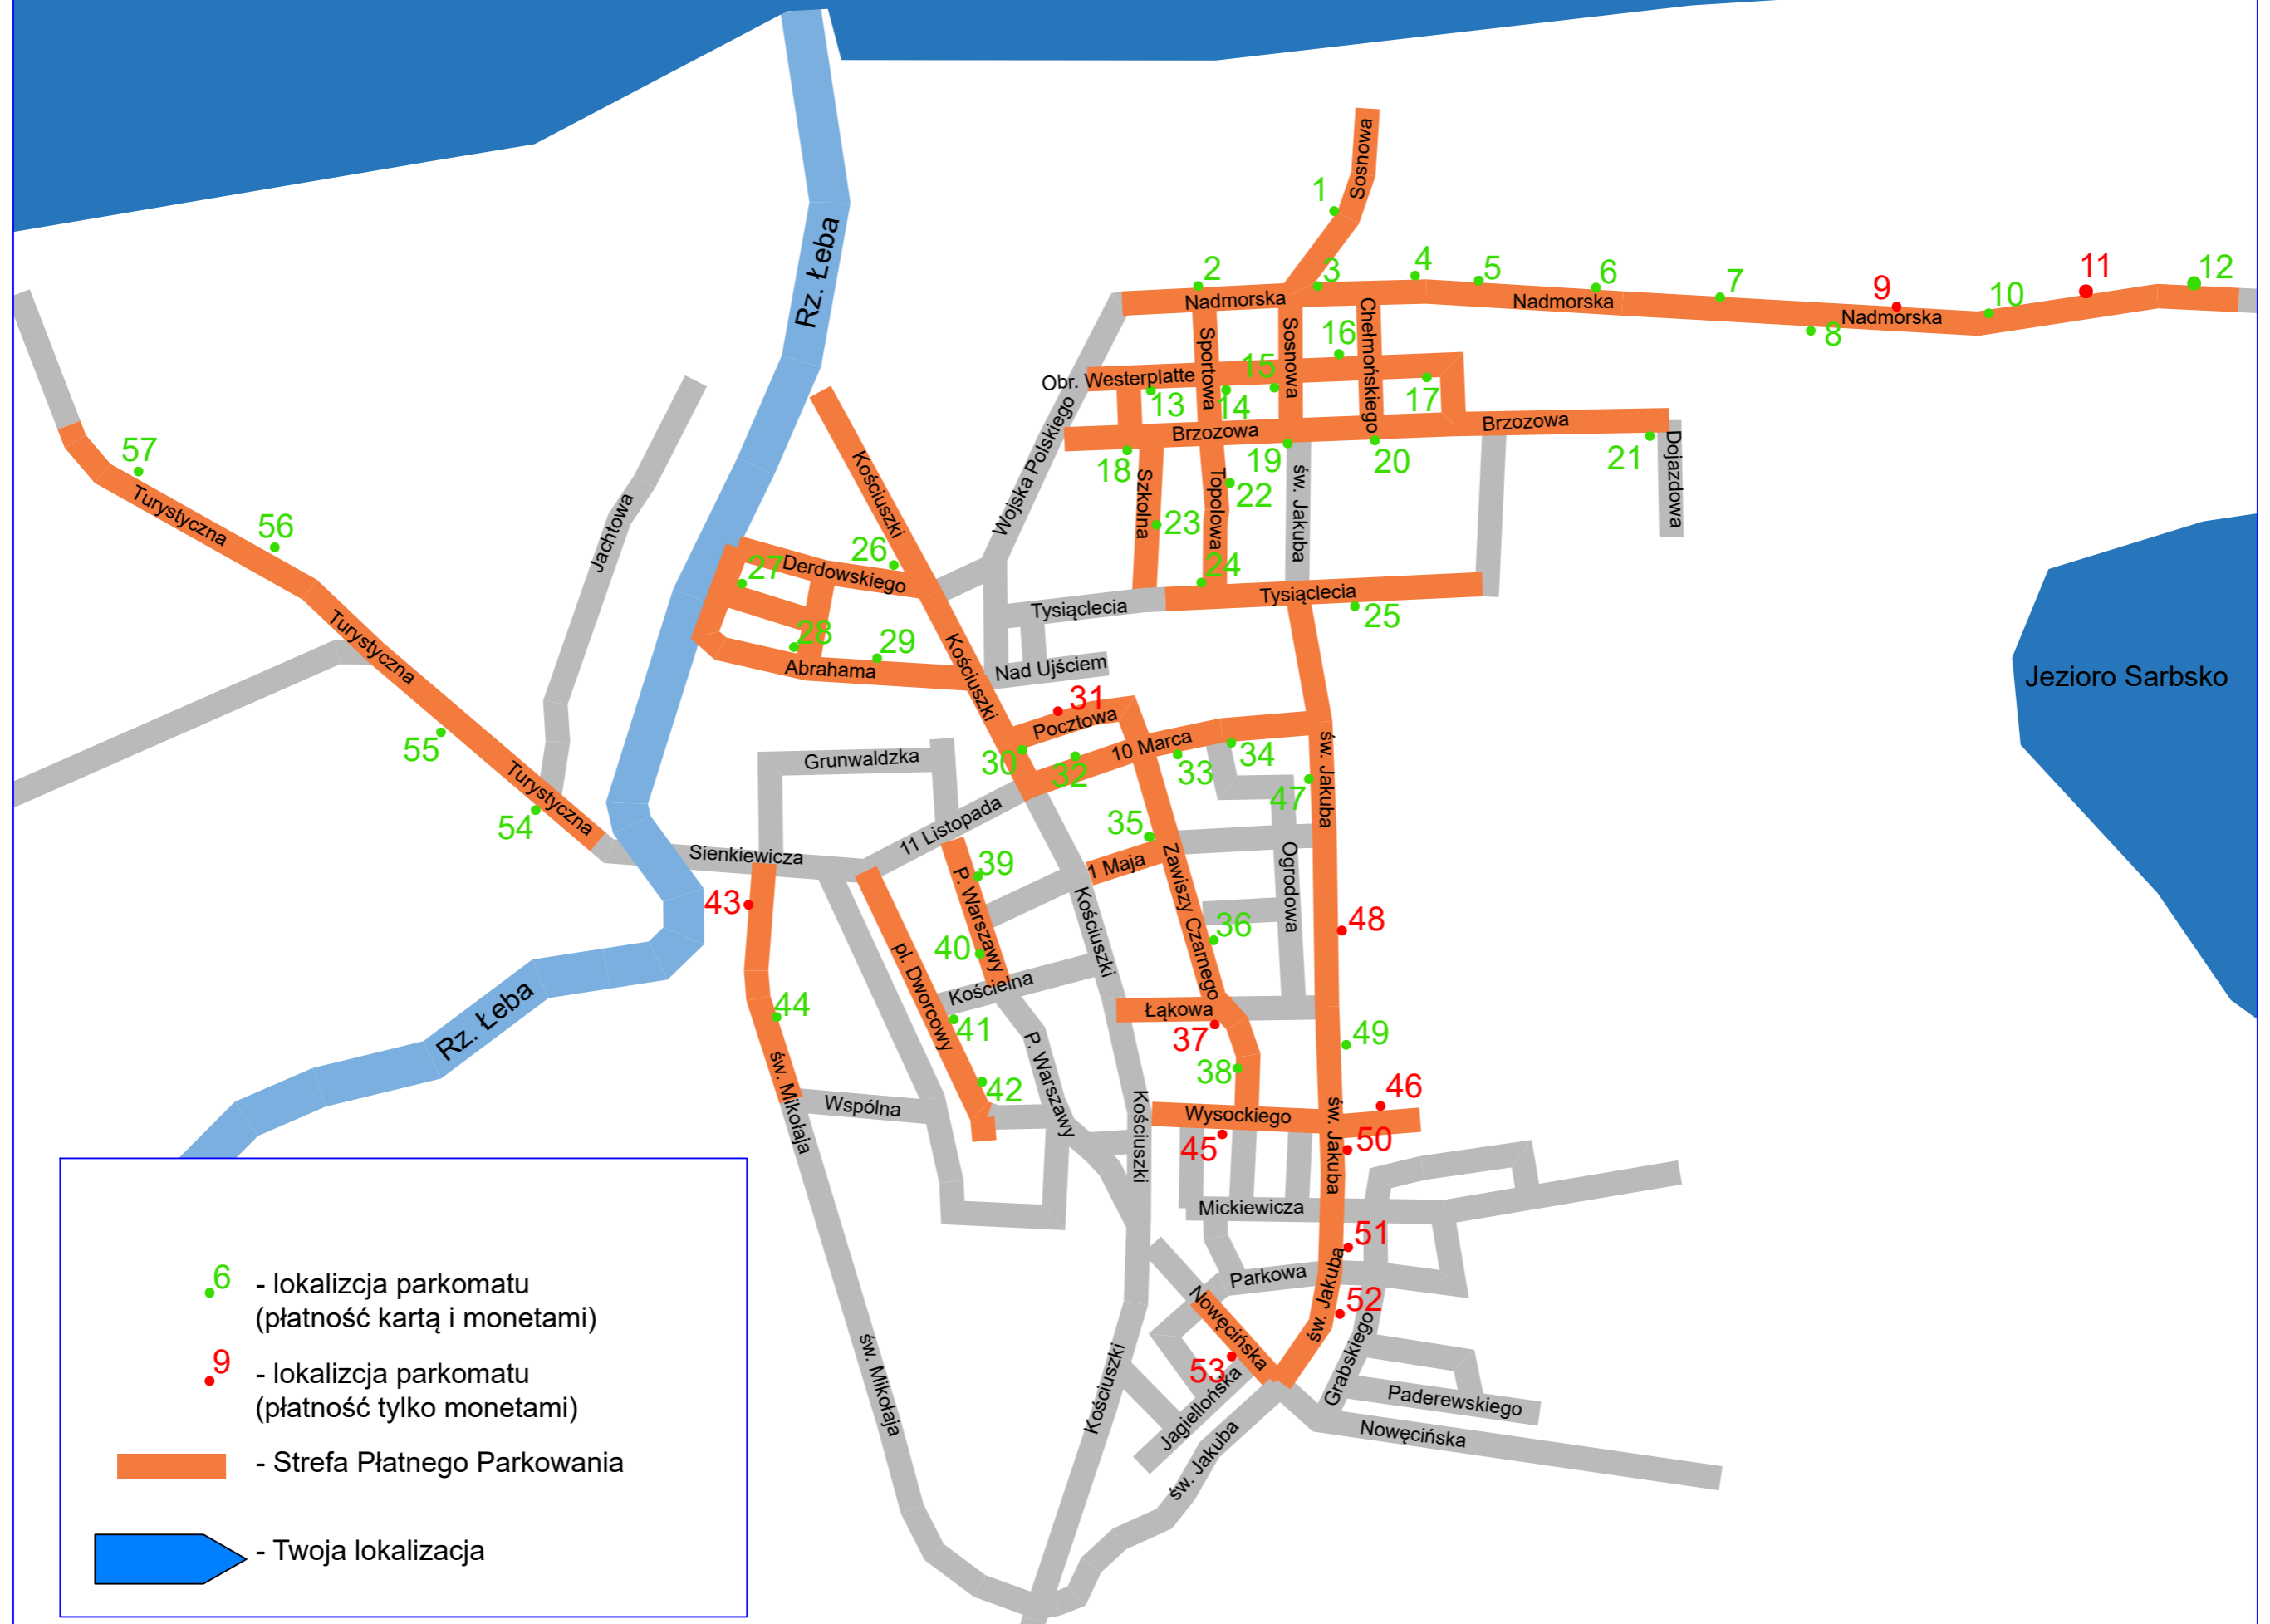 Sosnowa
1
Rz. Łeba
2
3
4
5
6
7
9
11
12
10
8
Nadmorska
Nadmorska
Nadmorska
Sportowa
Sosnowa
Chełmońskiego
16
15
Obr. Westerplatte
13
14
17
Wojska Polskiego
Brzozowa
Brzozowa
18
19
20
21
Dojazdowa
57
Turystyczna
56
Jachtowa
Kościuszki
Szkolna
Topolowa
22
św. Jakuba
23
26
27
Derdowskiego
24
Tysiąclecia
Tysiąclecia
25
28
29
Abrahama
Turystyczna
Kościuszki
Nad Ujściem
Jezioro Sarbsko
31
Pocztowa
55
30
32
10 Marca
33
34
Grunwaldzka
47
św. Jakuba
Turystyczna
54
11 Listopada
35
Sienkiewicza
39
P. Warszawy
1 Maja
Zawiszy Czarnego
Ogrodowa
43
Kościuszki
48
36
40
pl. Dworcowy
Kościelna
44
41
Łąkowa
37
49
Rz. Łeba
38
św. Mikołaja
42
P. Warszawy
Wspólna
Kościuszki
Wysockiego
46
św. Jakuba
45
50
Mickiewicza
51
Parkowa
św. Jakuba
Nowęcińska
52
53
Grabskiego
Jagiellońska
Paderewskiego
św. Mikołaja
Kościuszki
św. Jakuba
Nowęcińska
6 - lokalizcja parkomatu
(płatność kartą i monetami)
9 - lokalizcja parkomatu
(płatność tylko monetami)
- Strefa Płatnego Parkowania
- Twoja lokalizacja